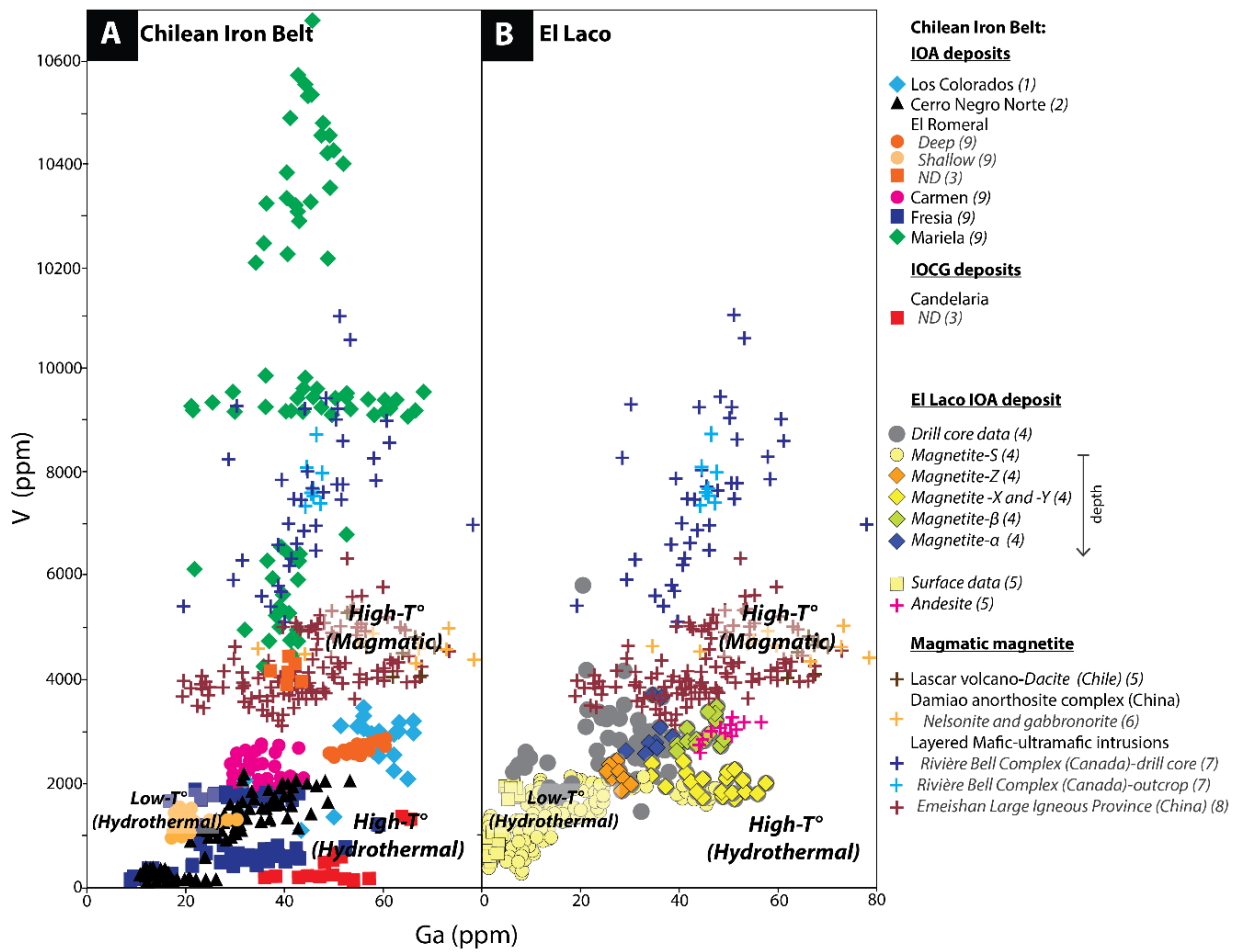 A Chilean Iron Belt
B El Laco
10600
10400
10200
10000
8000
6000
4000
2000
0
V (ppm)
High-T°
(Magmatic)
Low-T°
(Hydrothermal)
High-T°
(Hydrothermal)
High-T°
(Magmatic)
Low-T°
(Hydrothermal)
High-T°
(Hydrothermal)
0 20 40 60 0 20 40 60 80
Ga (ppm)
Chilean Iron Belt:
IOA deposits
Los Colorados (1)
Cerro Negro Norte (2)
El Romeral
Deep (9)
Shallow (9)
ND (3)
Carmen (9)
Fresia (9)
Mariela (9)
IOCG deposits
Candelaria
ND (3)
El Laco IOA deposit
Drill core data (4)
Magnetite-S (4)
Magnetite-Z (4)
Magnetite -X and -Y (4)
Magnetite-β (4)
Magnetite-α (4)
depth
Surface data (5)
Andesite (5)
Magmatic magnetite
Lascar volcano-Dacite (Chile) (5)
Damiao anorthosite complex (China)
Nelsonite and gabbronorite (6)
Layered Mafic-ultramafic intrusions
Rivière Bell Complex (Canada)-drill core (7)
Rivière Bell Complex (Canada)-outcrop (7)
Emeishan Large Igneous Province (China) (8)